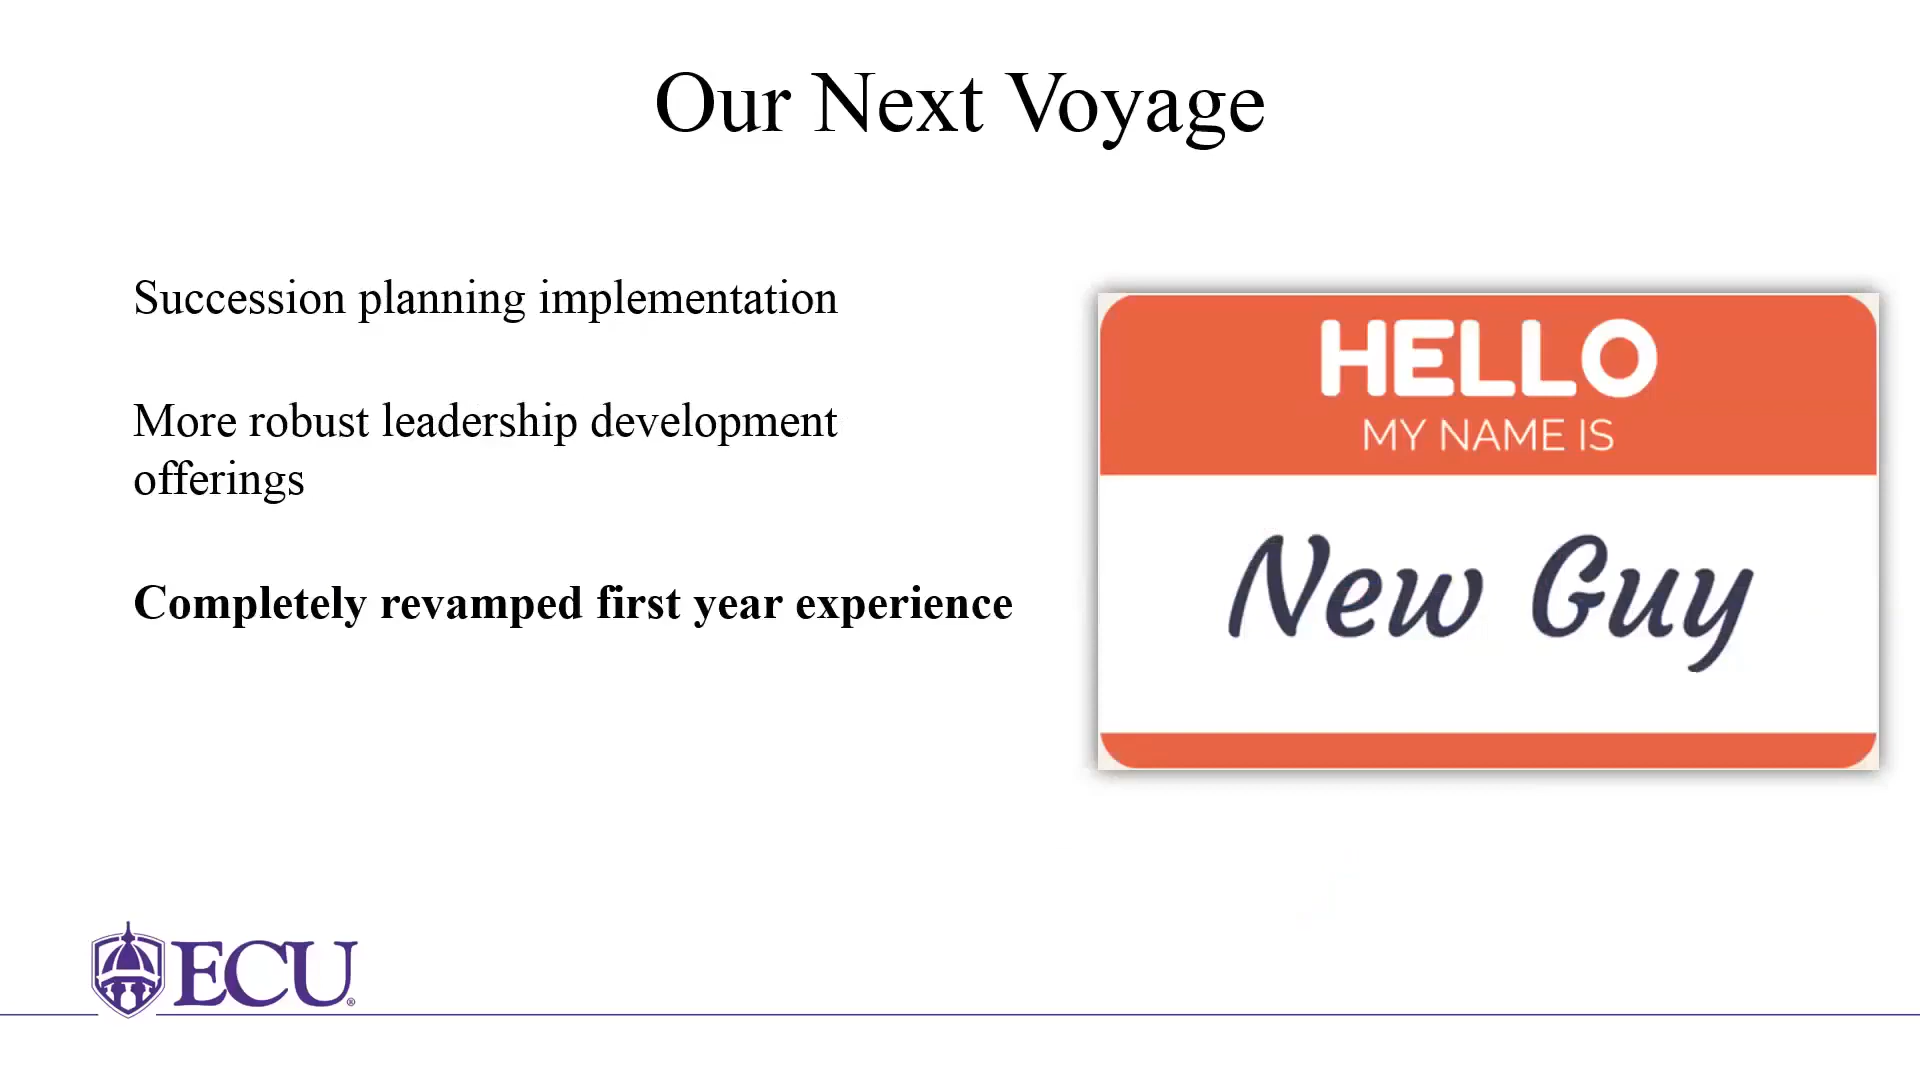 Our Next Voyage
Succession planning implementation
More robust leadership development
offerings
Completely revamped first year experience
HELLO
MY NAME IS
New Guy
ECU®